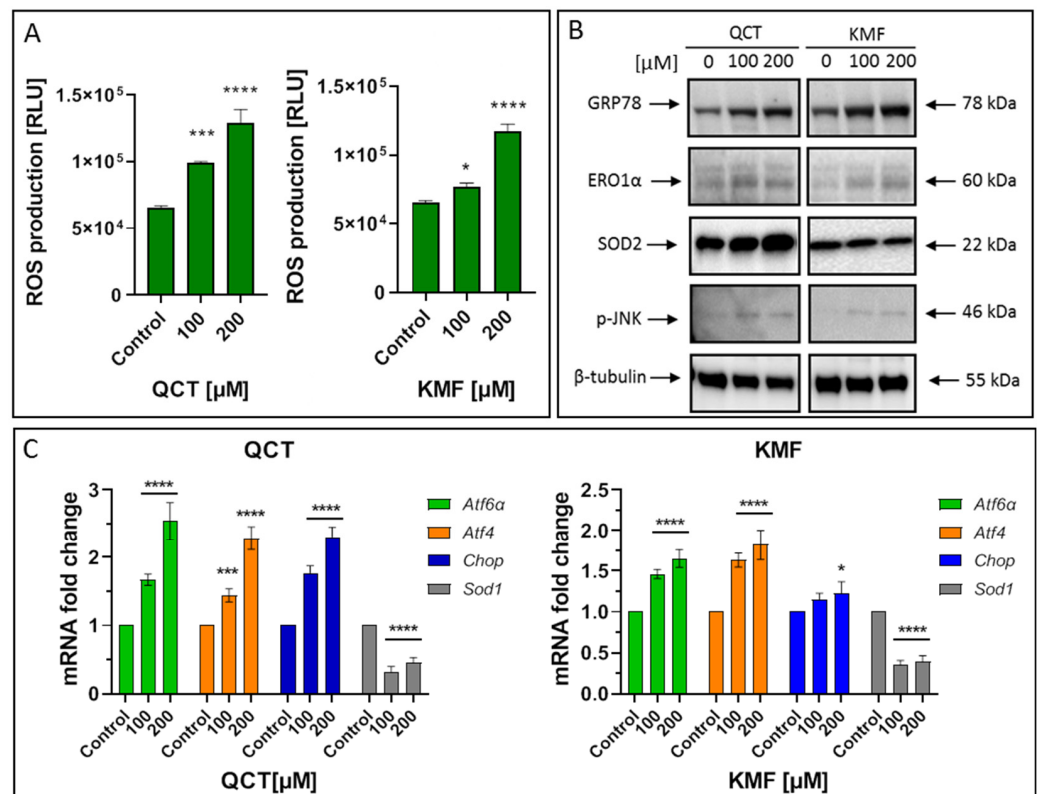 A
ROS production [RLU]
1.5×10⁵
1×10⁵
5×10⁴
0
***
****
Control
100
200
QCT [µM]
ROS production [RLU]
1.5×10⁵
1×10⁵
5×10⁴
0
*
****
Control
100
200
KMF [µM]
B
QCT KMF
[µM] 0 100 200 0 100 200
GRP78 78 kDa
ERO1α 60 kDa
SOD2 22 kDa
p-JNK 46 kDa
β-tubulin 55 kDa
C
QCT
mRNA fold change
3
2
1
0
****
***
****
****
****
Control 100 200 Control 100 200 Control 100 200 Control 100 200
QCT[µM]
Atf6α
Atf4
Chop
Sod1
KMF
mRNA fold change
2.5
2.0
1.5
1.0
0.5
0.0
****
****
*
****
Control 100 200 Control 100 200 Control 100 200 Control 100 200
KMF [µM]
Atf6α
Atf4
Chop
Sod1